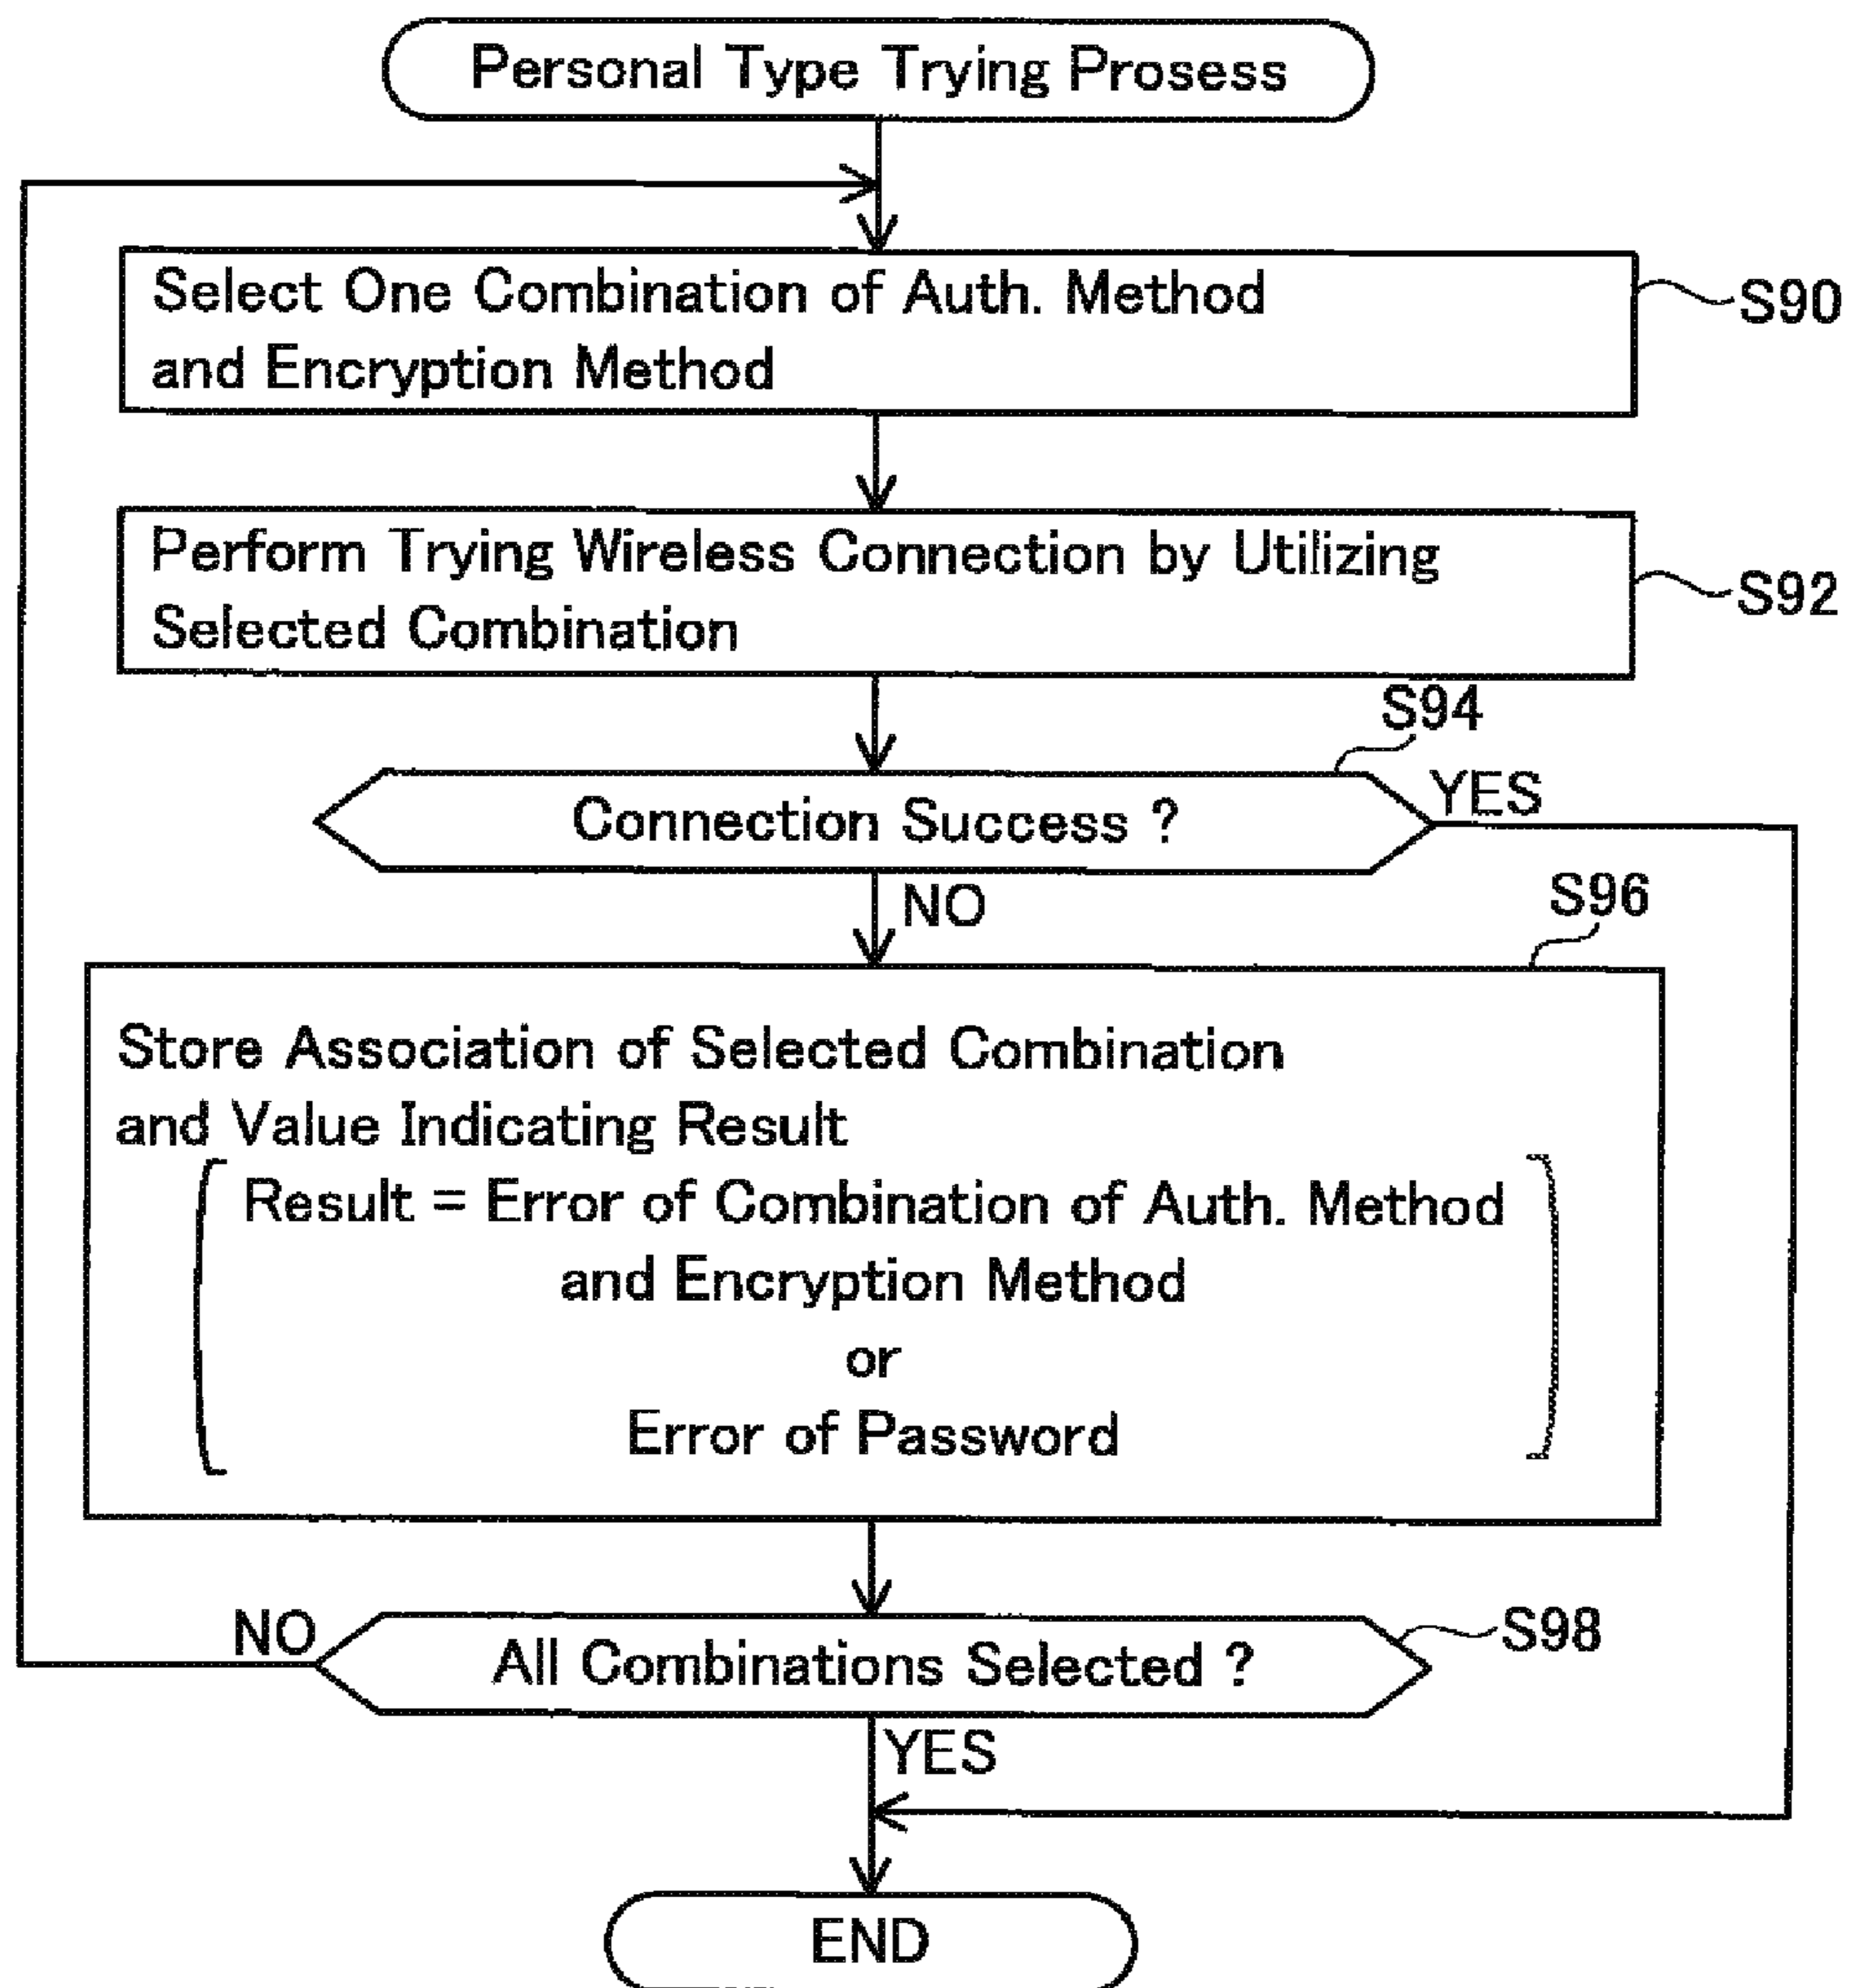 Personal Type Trying Prosess
Select One Combination of Auth. Method
and Encryption Method
S90
Perform Trying Wireless Connection by Utilizing
Selected Combination
S92
S94
Connection Success ?
YES
NO
S96
Store Association of Selected Combination
and Value Indicating Result
Result = Error of Combination of Auth. Method
and Encryption Method
or
Error of Password
NO
All Combinations Selected ?
S98
YES
END